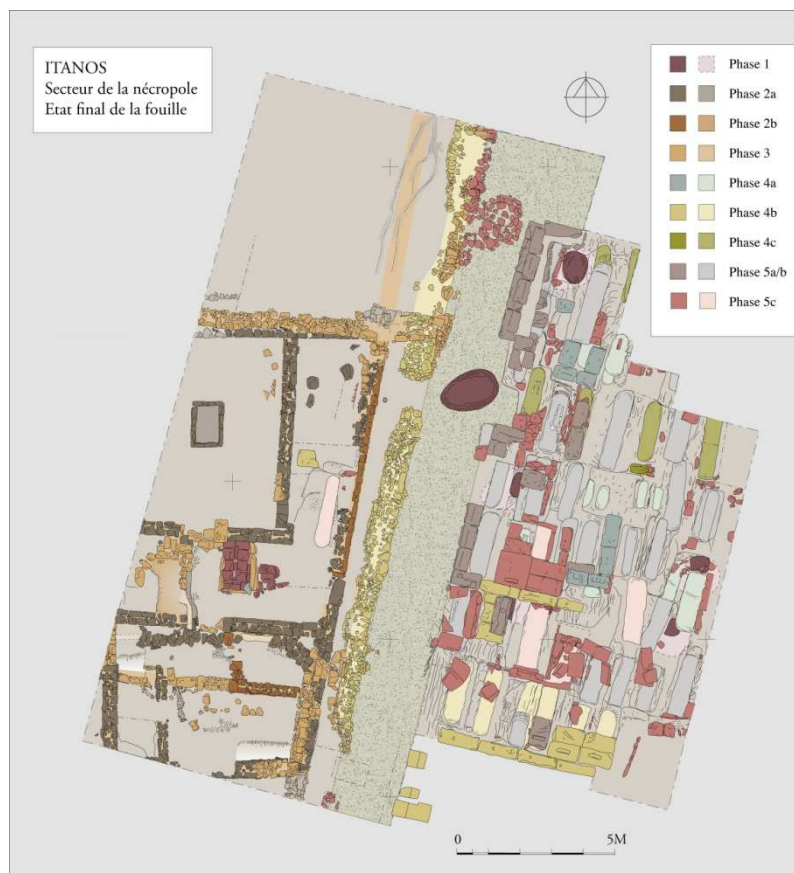 ITANOS
Secteur de la nécropole
Etat final de la fouille
Phase 1
Phase 2a
Phase 2b
Phase 3
Phase 4a
Phase 4b
Phase 4c
Phase 5a/b
Phase 5c
0 5M